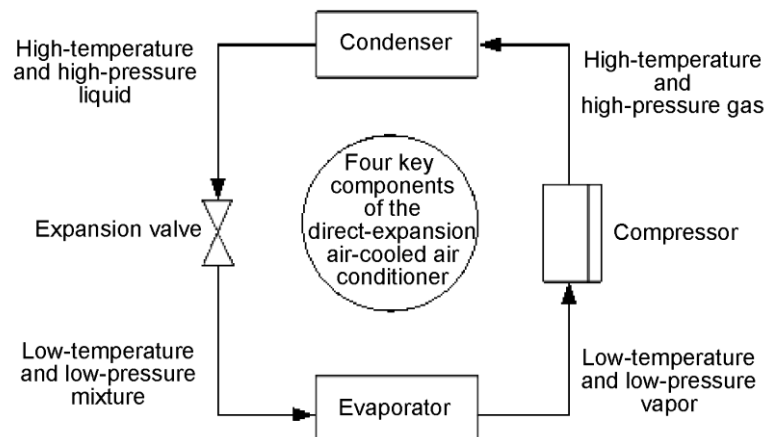 Condenser
High-temperature
and high-pressure
liquid
High-temperature
and
high-pressure gas
Four key
components
of the
direct-expansion
air-cooled air
conditioner
Expansion valve
Compressor
Low-temperature
and low-pressure
mixture
Evaporator
Low-temperature
and low-pressure
vapor